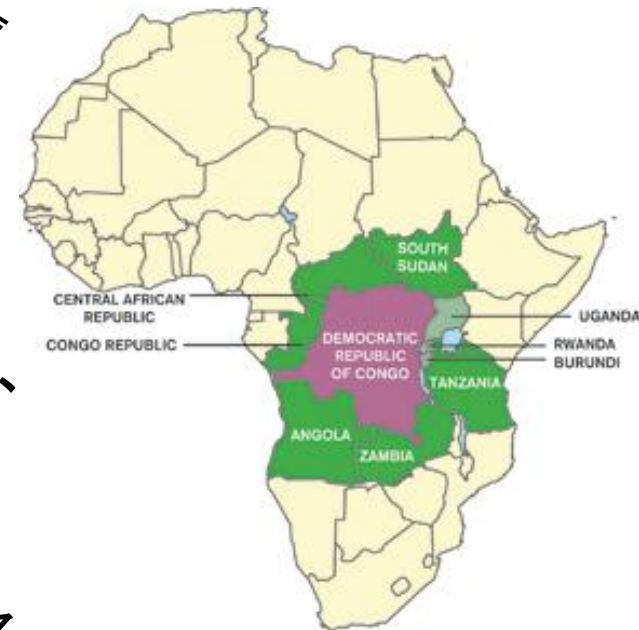 SOUTH
SUDAN
CENTRAL AFRICAN
REPUBLIC
UGANDA
CONGO REPUBLIC
DEMOCRATIC
REPUBLIC
OF CONGO
RWANDA
BURUNDI
TANZANIA
ANGOLA
ZAMBIA